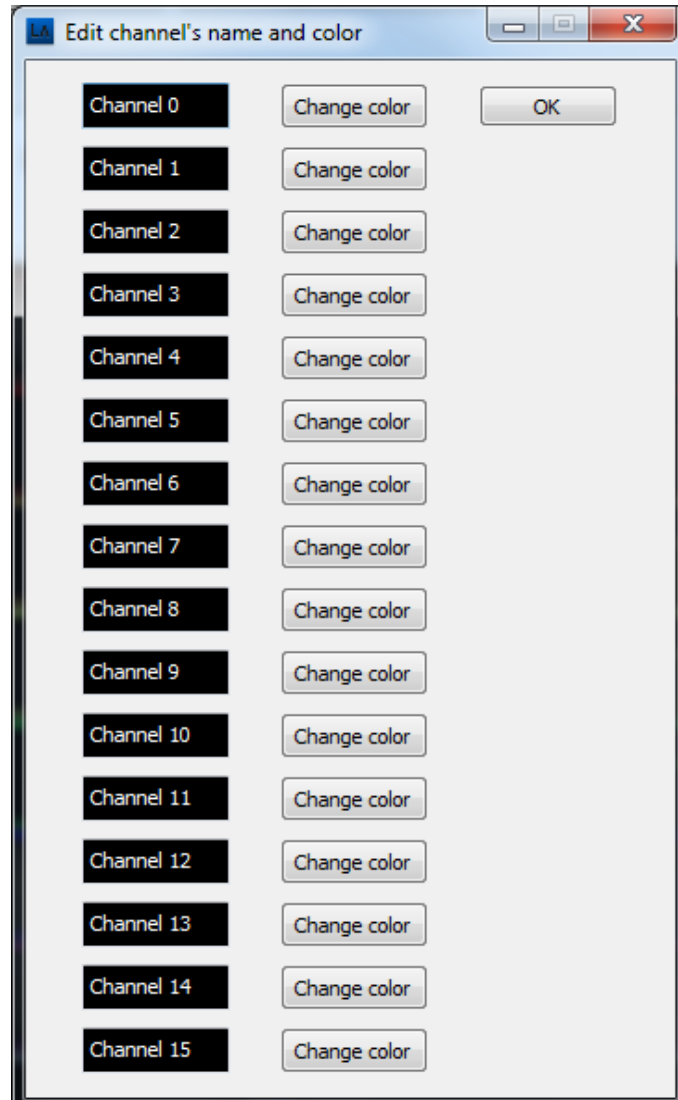 LA Edit channel's name and color
Channel 0 Change color OK
Channel 1 Change color
Channel 2 Change color
Channel 3 Change color
Channel 4 Change color
Channel 5 Change color
Channel 6 Change color
Channel 7 Change color
Channel 8 Change color
Channel 9 Change color
Channel 10 Change color
Channel 11 Change color
Channel 12 Change color
Channel 13 Change color
Channel 14 Change color
Channel 15 Change color